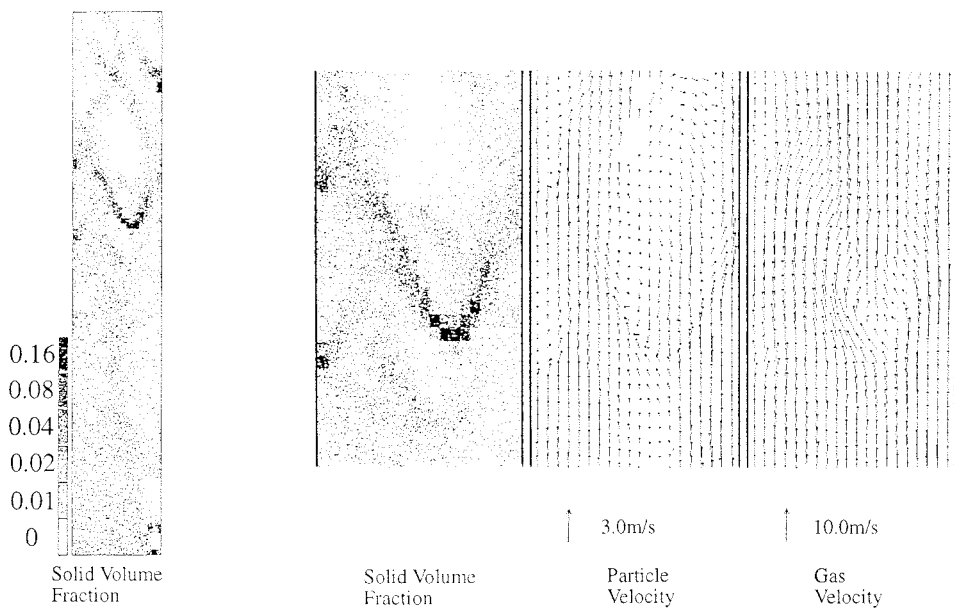 0.16
0.08
0.04
0.02
0.01
0
Solid Volume
Fraction
3.0m/s
10.0m/s
Solid Volume
Fraction
Particle
Velocity
Gas
Velocity